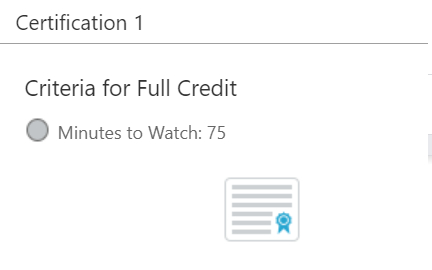 Certification 1
Criteria for Full Credit
Minutes to Watch: 75